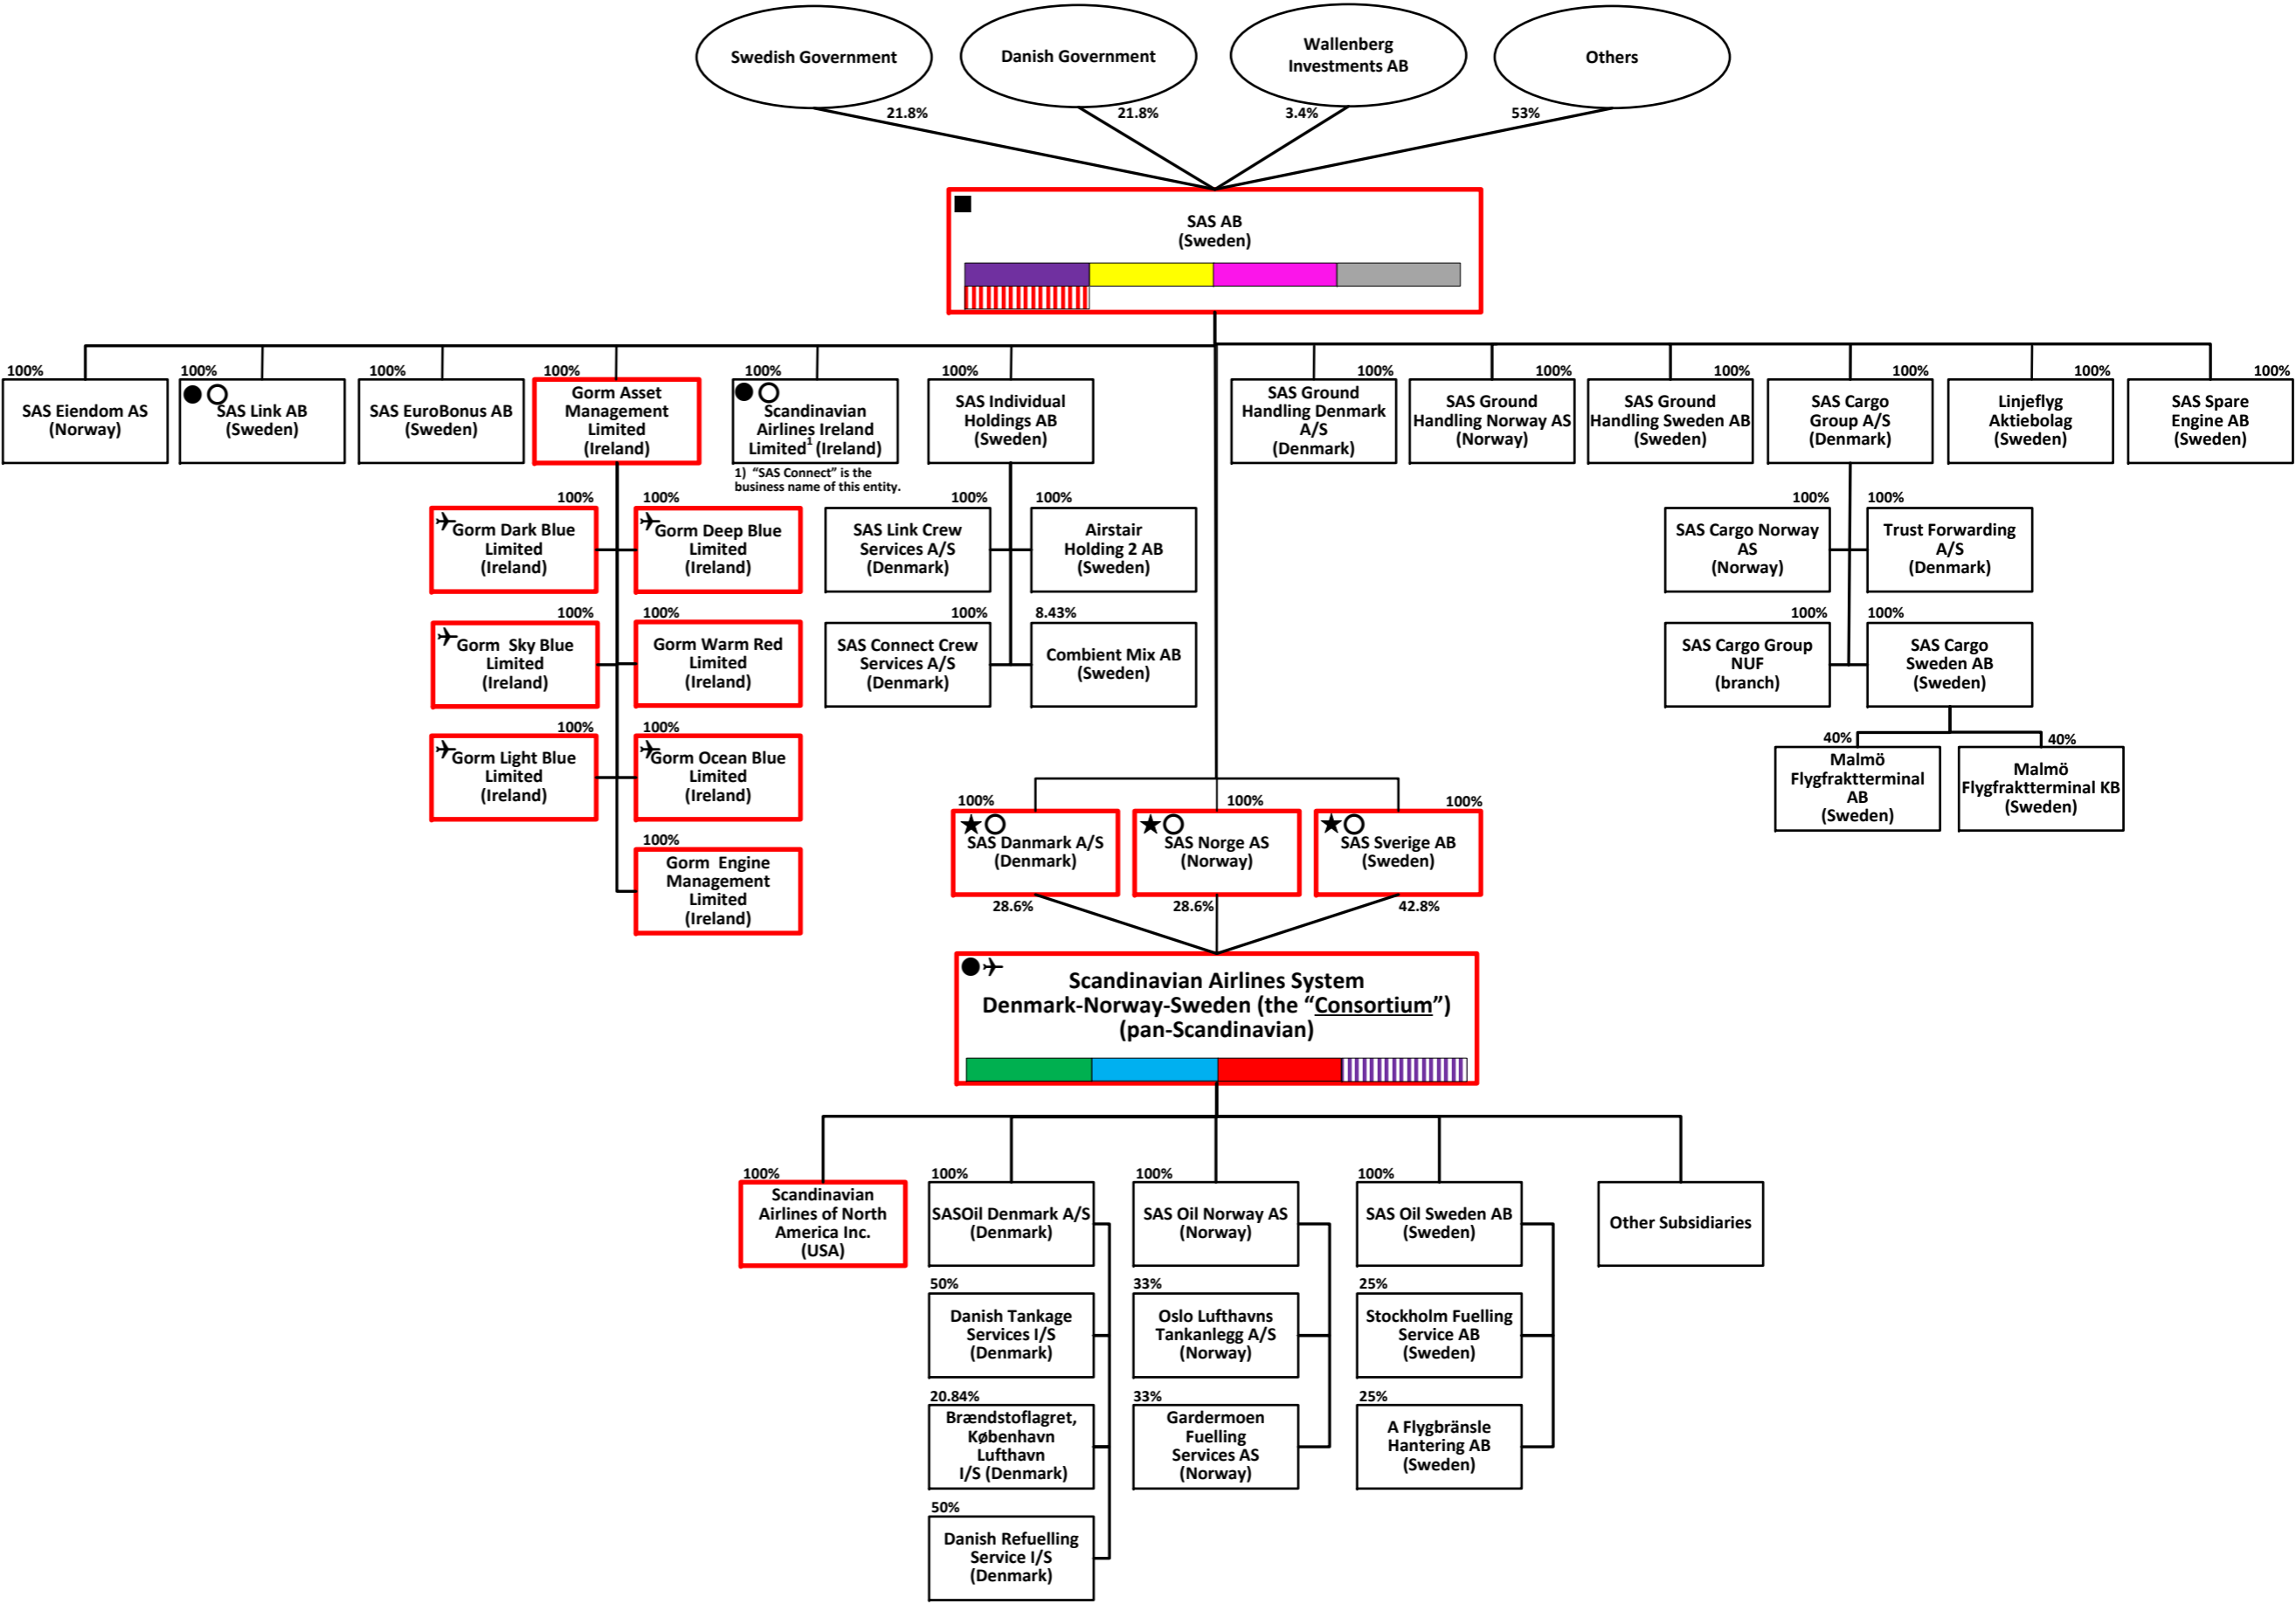 Swedish Government
Danish Government
Wallenberg
Investments AB
Others
21.8%
21.8%
3.4%
53%
SAS AB
(Sweden)
100%
SAS Eiendom AS
(Norway)
100%
SAS Link AB
(Sweden)
100%
SAS EuroBonus AB
(Sweden)
100%
Gorm Asset
Management
Limited
(Ireland)
100%
Scandinavian
Airlines Ireland
Limited1 (Ireland)
1) "SAS Connect" is the
business name of this entity.
100%
SAS Individual
Holdings AB
(Sweden)
100%
SAS Ground
Handling Denmark
A/S
(Denmark)
100%
SAS Ground
Handling Norway AS
(Norway)
100%
SAS Ground
Handling Sweden AB
(Sweden)
100%
SAS Cargo
Group A/S
(Denmark)
100%
Linjeflyg
Aktiebolag
(Sweden)
100%
SAS Spare
Engine AB
(Sweden)
100%
Gorm Dark Blue
Limited
(Ireland)
100%
Gorm Deep Blue
Limited
(Ireland)
100%
Gorm Sky Blue
Limited
(Ireland)
100%
Gorm Warm Red
Limited
(Ireland)
100%
Gorm Light Blue
Limited
(Ireland)
100%
Gorm Ocean Blue
Limited
(Ireland)
100%
Gorm Engine
Management
Limited
(Ireland)
100%
SAS Link Crew
Services A/S
(Denmark)
100%
Airstair
Holding 2 AB
(Sweden)
100%
SAS Connect Crew
Services A/S
(Denmark)
8.43%
Combient Mix AB
(Sweden)
100%
SAS Cargo Norway
AS
(Norway)
100%
Trust Forwarding
A/S
(Denmark)
100%
SAS Cargo Group
NUF
(branch)
100%
SAS Cargo
Sweden AB
(Sweden)
40%
Malmö
Flygfraktterminal
AB
(Sweden)
40%
Malmö
Flygfraktterminal KB
(Sweden)
100%
SAS Danmark A/S
(Denmark)
100%
SAS Norge AS
(Norway)
100%
SAS Sverige AB
(Sweden)
28.6%
28.6%
42.8%
Scandinavian Airlines System
Denmark-Norway-Sweden (the “Consortium”)
(pan-Scandinavian)
100%
Scandinavian
Airlines of North
America Inc.
(USA)
100%
SASOil Denmark A/S
(Denmark)
100%
SAS Oil Norway AS
(Norway)
100%
SAS Oil Sweden AB
(Sweden)
Other Subsidiaries
50%
Danish Tankage
Services I/S
(Denmark)
33%
Oslo Lufthavns
Tankanlegg A/S
(Norway)
25%
Stockholm Fuelling
Service AB
(Sweden)
20.84%
Brændstoflagret,
København
Lufthavn
I/S (Denmark)
33%
Gardermoen
Fuelling
Services AS
(Norway)
25%
A Flygbränsle
Hantering AB
(Sweden)
50%
Danish Refuelling
Service I/S
(Denmark)